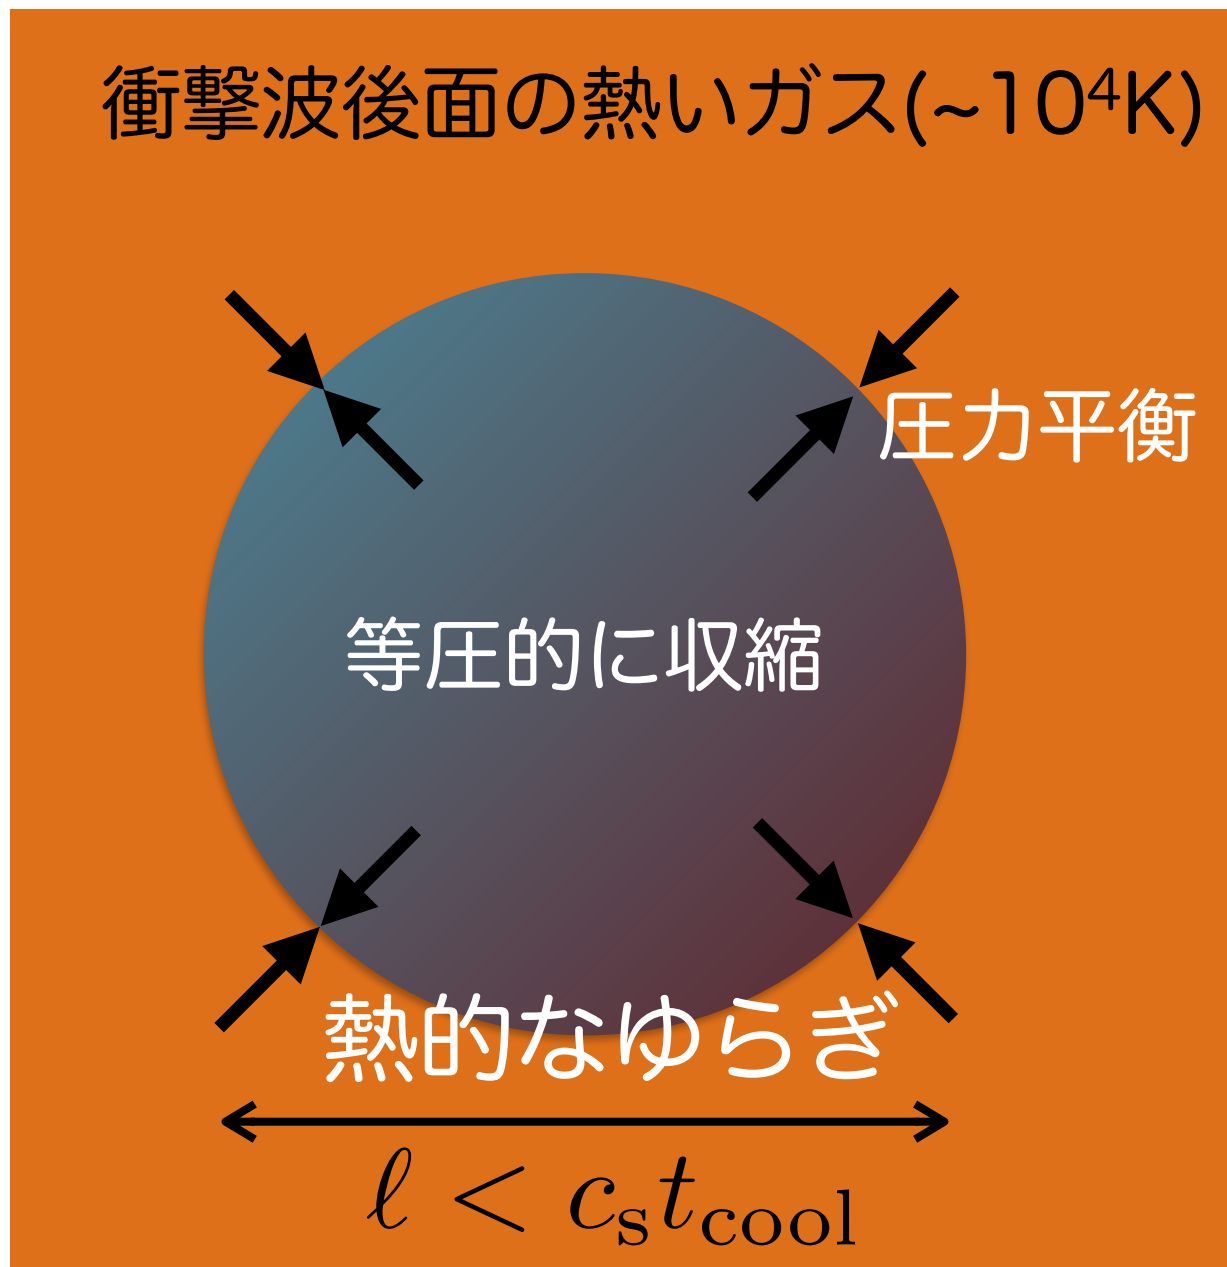 衝撃波後面の熱いガス(~10⁴K)
圧力平衡
等圧的に収縮
熱的なゆらぎ
ℓ < cₛt_cool